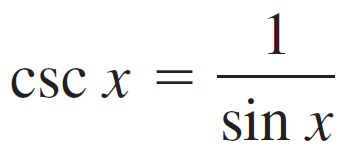 csc x = 1/sin x